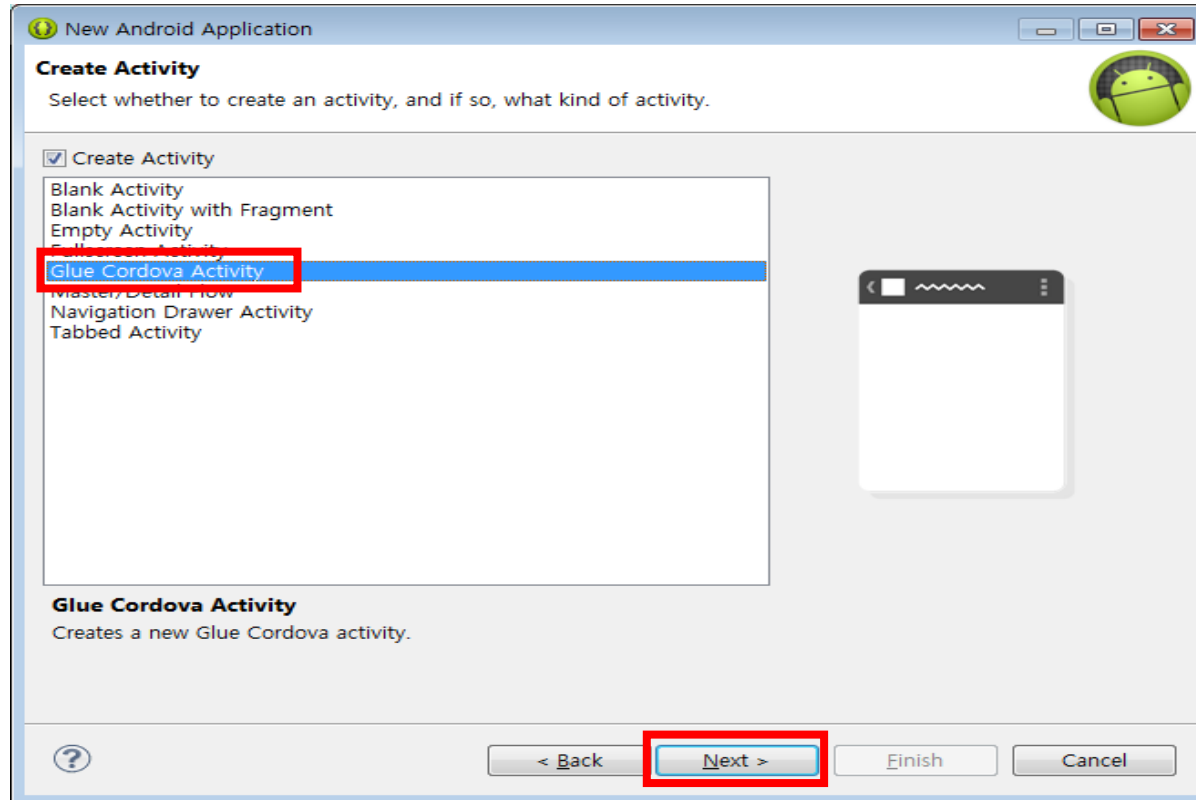 New Android Application
Create Activity
Select whether to create an activity, and if so, what kind of activity.
Create Activity
Blank Activity
Blank Activity with Fragment
Empty Activity
Fullscreen Activity
Glue Cordova Activity
Master/Detail Flow
Navigation Drawer Activity
Tabbed Activity
Glue Cordova Activity
Creates a new Glue Cordova activity.
? < Back Next > Finish Cancel